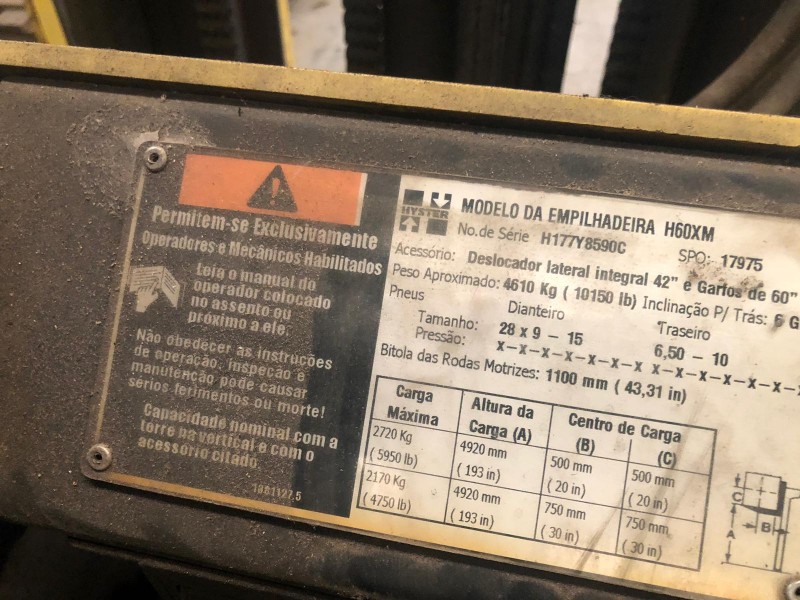 Permitem-se Exclusivamente
Operadores e Mecânicos Habilitados
Leia o manual do
operador colocado
no assento ou
próximo a ele.
Não obedecer as instruções
de operação, inspeção e
manutenção pode causar
sérios ferimentos ou morte!
Capacidade nominal com a
torre na vertical e com o
acessório citado
1881127.5
HYSTER
MODELO DA EMPILHADEIRA H60XM
No.de Série H177Y8590C SPO: 17975
Acessório: Deslocador lateral integral 42" e Garfos de 60"
Peso Aproximado: 4610 Kg ( 10150 lb) Inclinação P/ Trás: 6 G
Pneus Dianteiro Traseiro
Tamanho: 28 x 9 - 15 6,50 - 10
Pressão: X-X-X-X-X-X-X X-X-X-X-X-X-X
Bitola das Rodas Motrizes: 1100 mm ( 43,31 in)
Carga Máxima Altura da Carga (A) Centro de Carga (B) (C)
2720 Kg 4920 mm 500 mm 500 mm
( 5950 lb) ( 193 in) ( 20 in) ( 20 in)
2170 Kg 4920 mm 750 mm 750 mm
( 4750 lb) ( 193 in) ( 30 in) ( 30 in)
C
B
A